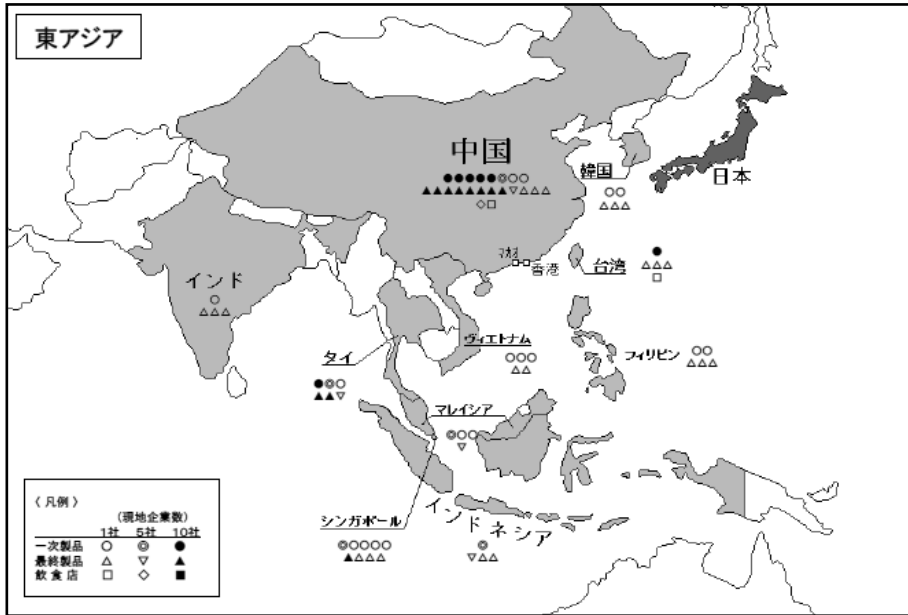 東アジア
中国
●●●●●◎○○
▲▲▲▲▲▲▲▲▽△△△
◇□
韓国
○○
△△△
日本
マカオ
香港
台湾
●
△△△
□
インド
○
△△△
タイ
●◎○
▲▲▽
ヴィエトナム
○○○
△△
フィリピン
○○
△△△
マレイシア
◎○○
▽
シンガポール
◎○○○○
▲△△△
インドネシア
◎
▽△△
〈 凡例 〉
(現地企業数)
1社 5社 10社
一次製品 ○ ◎ ●
最終製品 △ ▽ ▲
飲食店 □ ◇ ■